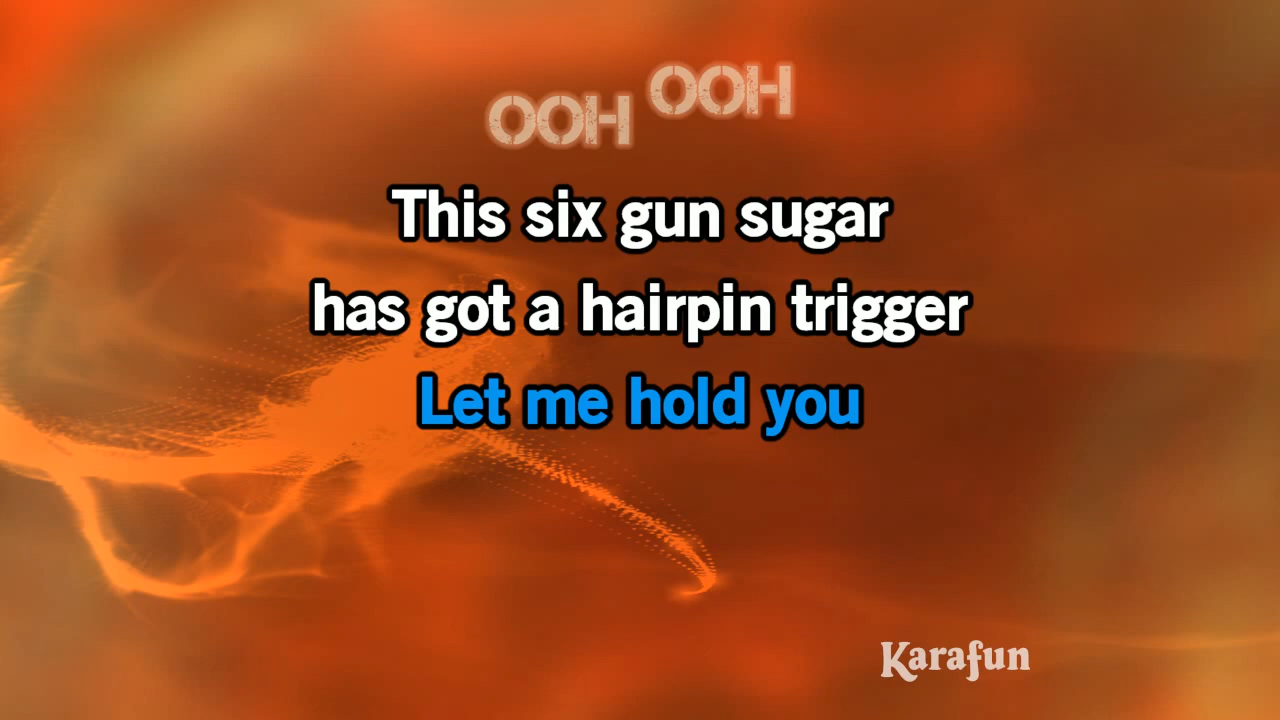 OOH OOH
This six gun sugar
has got a hairpin trigger
Let me hold you
Karafun